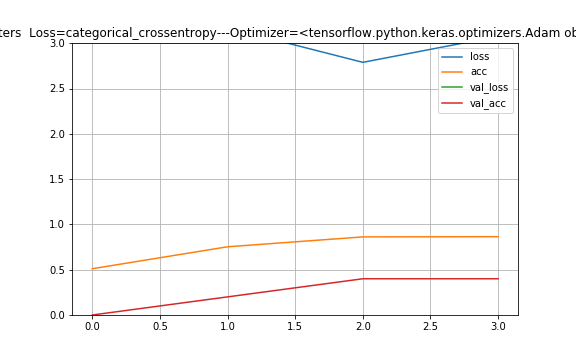 ters Loss=categorical_crossentropy---Optimizer=<tensorflow.python.keras.optimizers.Adam ob
3.0
2.5
2.0
1.5
1.0
0.5
0.0
loss
acc
val_loss
val_acc
0.0 0.5 1.0 1.5 2.0 2.5 3.0